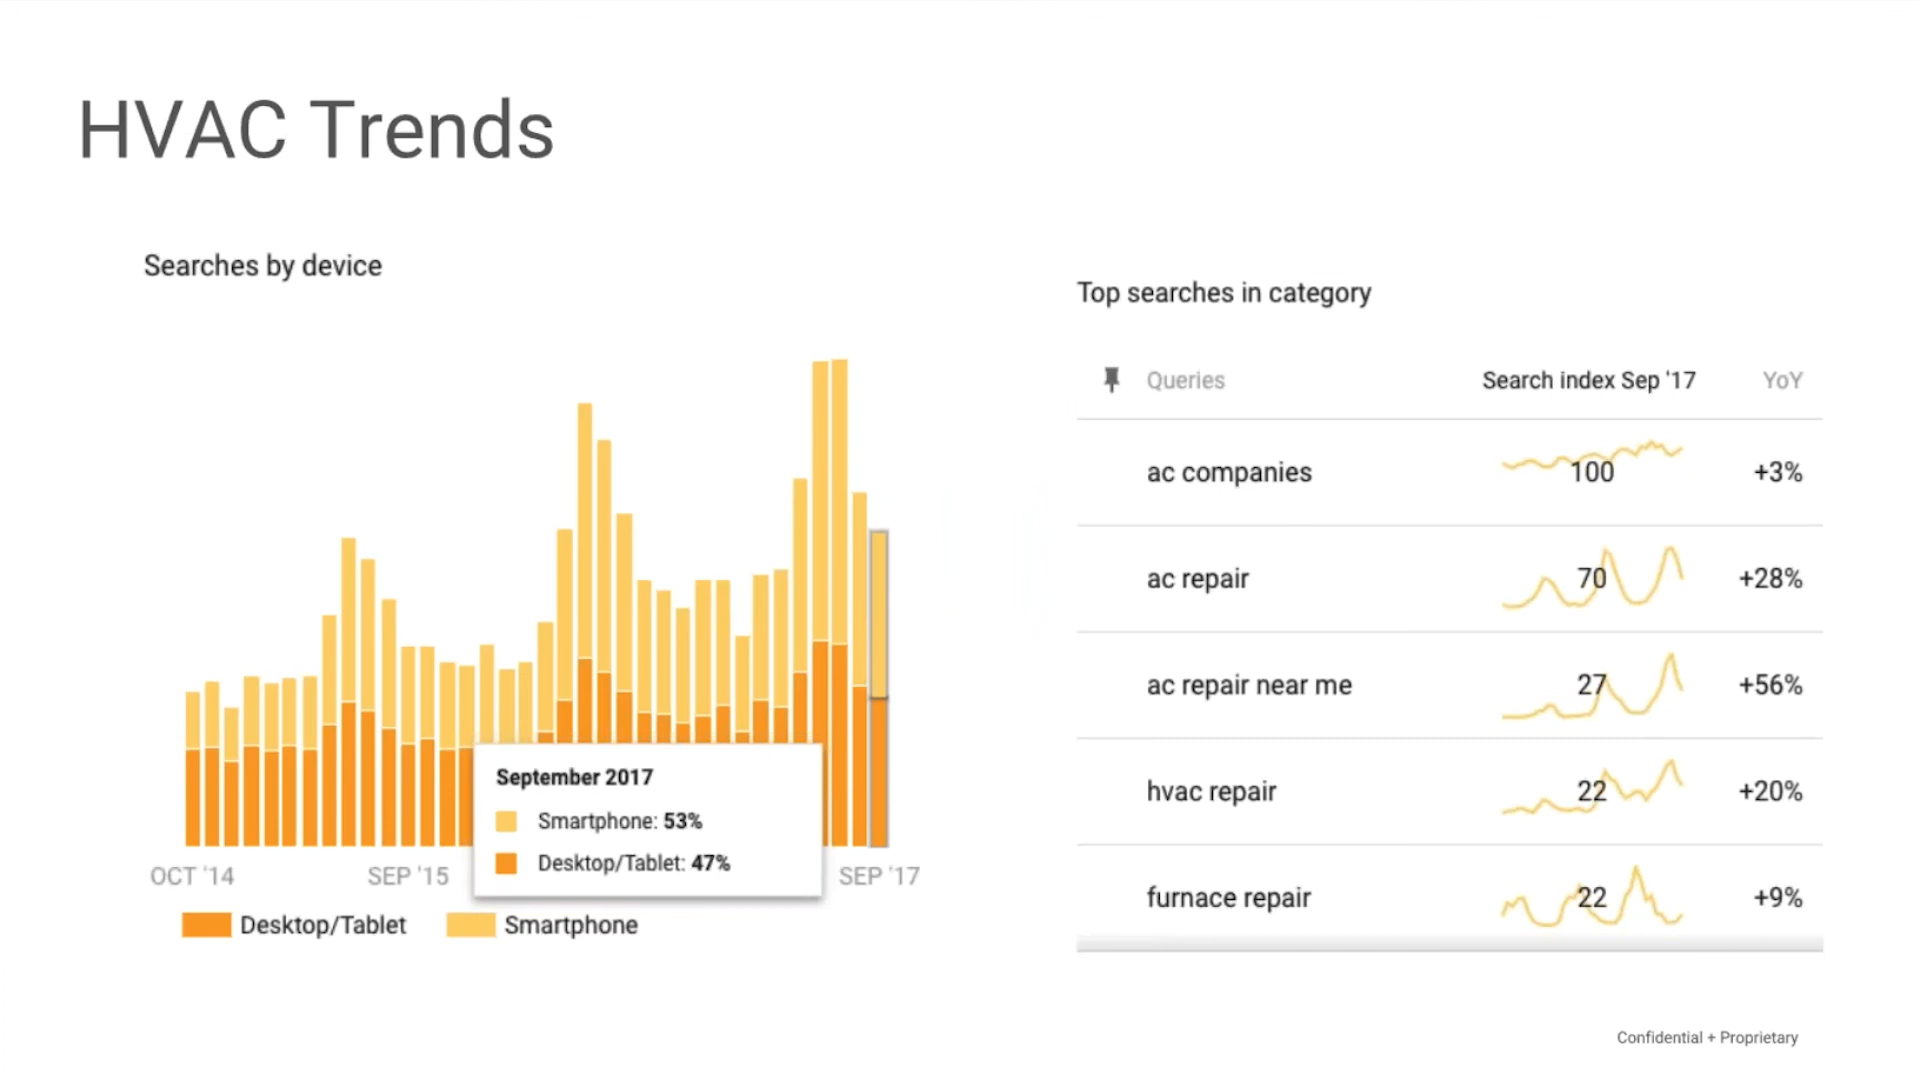 HVAC Trends
Searches by device
September 2017
Smartphone: 53%
Desktop/Tablet: 47%
OCT '14 SEP '15 SEP '17
Desktop/Tablet Smartphone
Top searches in category
Queries Search index Sep '17 YoY
ac companies 100 +3%
ac repair 70 +28%
ac repair near me 27 +56%
hvac repair 22 +20%
furnace repair 22 +9%
Confidential + Proprietary